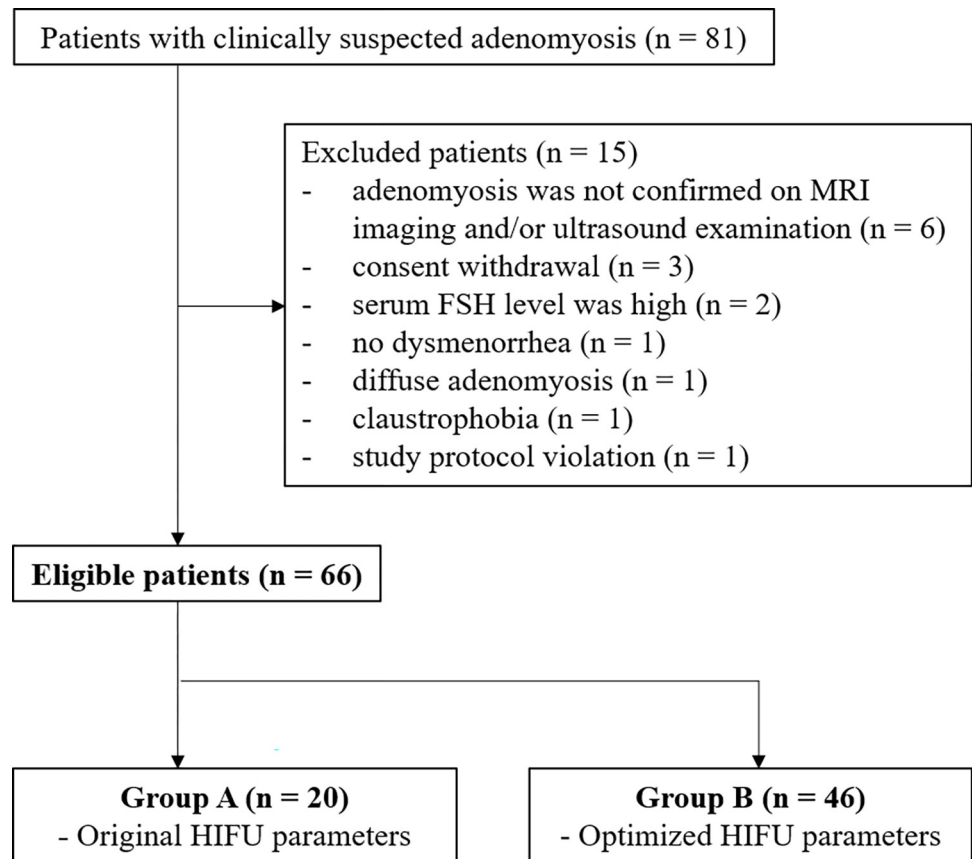 Patients with clinically suspected adenomyosis (n = 81)
Excluded patients (n = 15)
- adenomyosis was not confirmed on MRI
imaging and/or ultrasound examination (n = 6)
- consent withdrawal (n = 3)
- serum FSH level was high (n = 2)
- no dysmenorrhea (n = 1)
- diffuse adenomyosis (n = 1)
- claustrophobia (n = 1)
- study protocol violation (n = 1)
Eligible patients (n = 66)
Group A (n = 20)
- Original HIFU parameters
Group B (n = 46)
- Optimized HIFU parameters